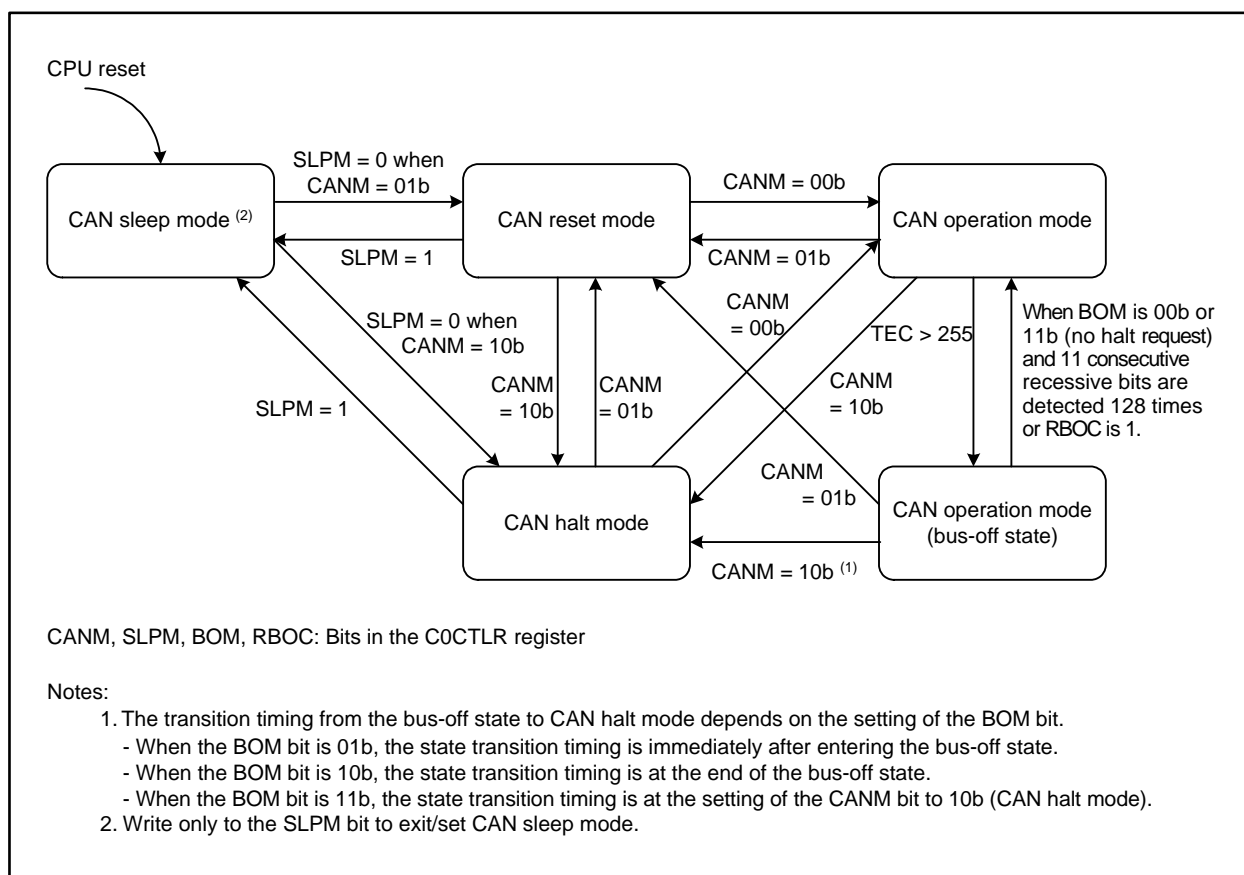 CPU reset
SLPM = 0 when
CANM = 01b
CANM = 00b
CAN sleep mode (2)
CAN reset mode
CAN operation mode
SLPM = 1
CANM = 01b
CANM
= 00b
SLPM = 0 when
CANM = 10b
TEC > 255
When BOM is 00b or
11b (no halt request)
and 11 consecutive
recessive bits are
detected 128 times
or RBOC is 1.
SLPM = 1
CANM
= 10b
CANM
= 01b
CANM
= 10b
CANM
= 01b
CAN halt mode
CAN operation mode
(bus-off state)
CANM = 10b (1)
CANM, SLPM, BOM, RBOC: Bits in the C0CTLR register
Notes:
1. The transition timing from the bus-off state to CAN halt mode depends on the setting of the BOM bit.
- When the BOM bit is 01b, the state transition timing is immediately after entering the bus-off state.
- When the BOM bit is 10b, the state transition timing is at the end of the bus-off state.
- When the BOM bit is 11b, the state transition timing is at the setting of the CANM bit to 10b (CAN halt mode).
2. Write only to the SLPM bit to exit/set CAN sleep mode.